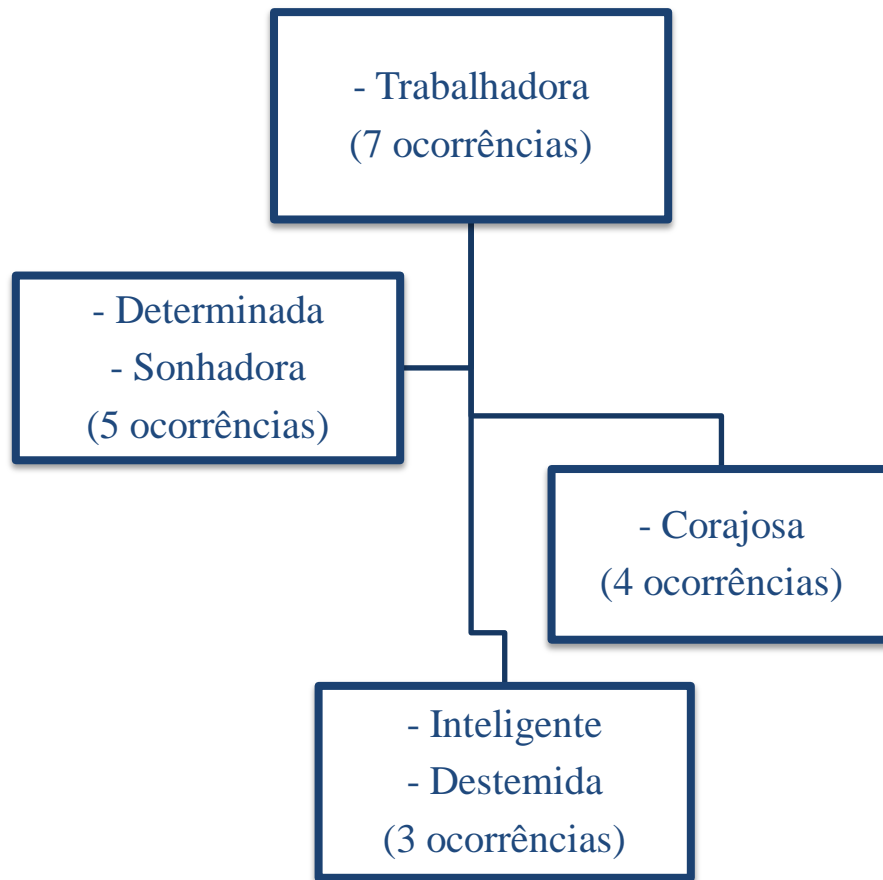 - Trabalhadora
(7 ocorrências)
- Determinada
- Sonhadora
(5 ocorrências)
- Corajosa
(4 ocorrências)
- Inteligente
- Destemida
(3 ocorrências)